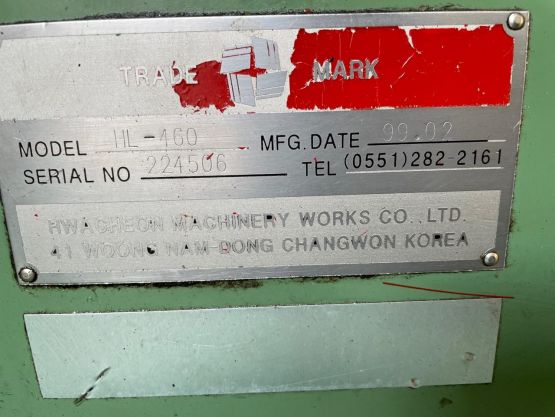 TRADE MARK
MODEL HL-460 MFG.DATE 99.02
SERIAL NO 224506 TEL (0551)282-2161
HWACHEON MACHINERY WORKS CO.,LTD.
41 WOONG NAM-DONG CHANGWON KOREA